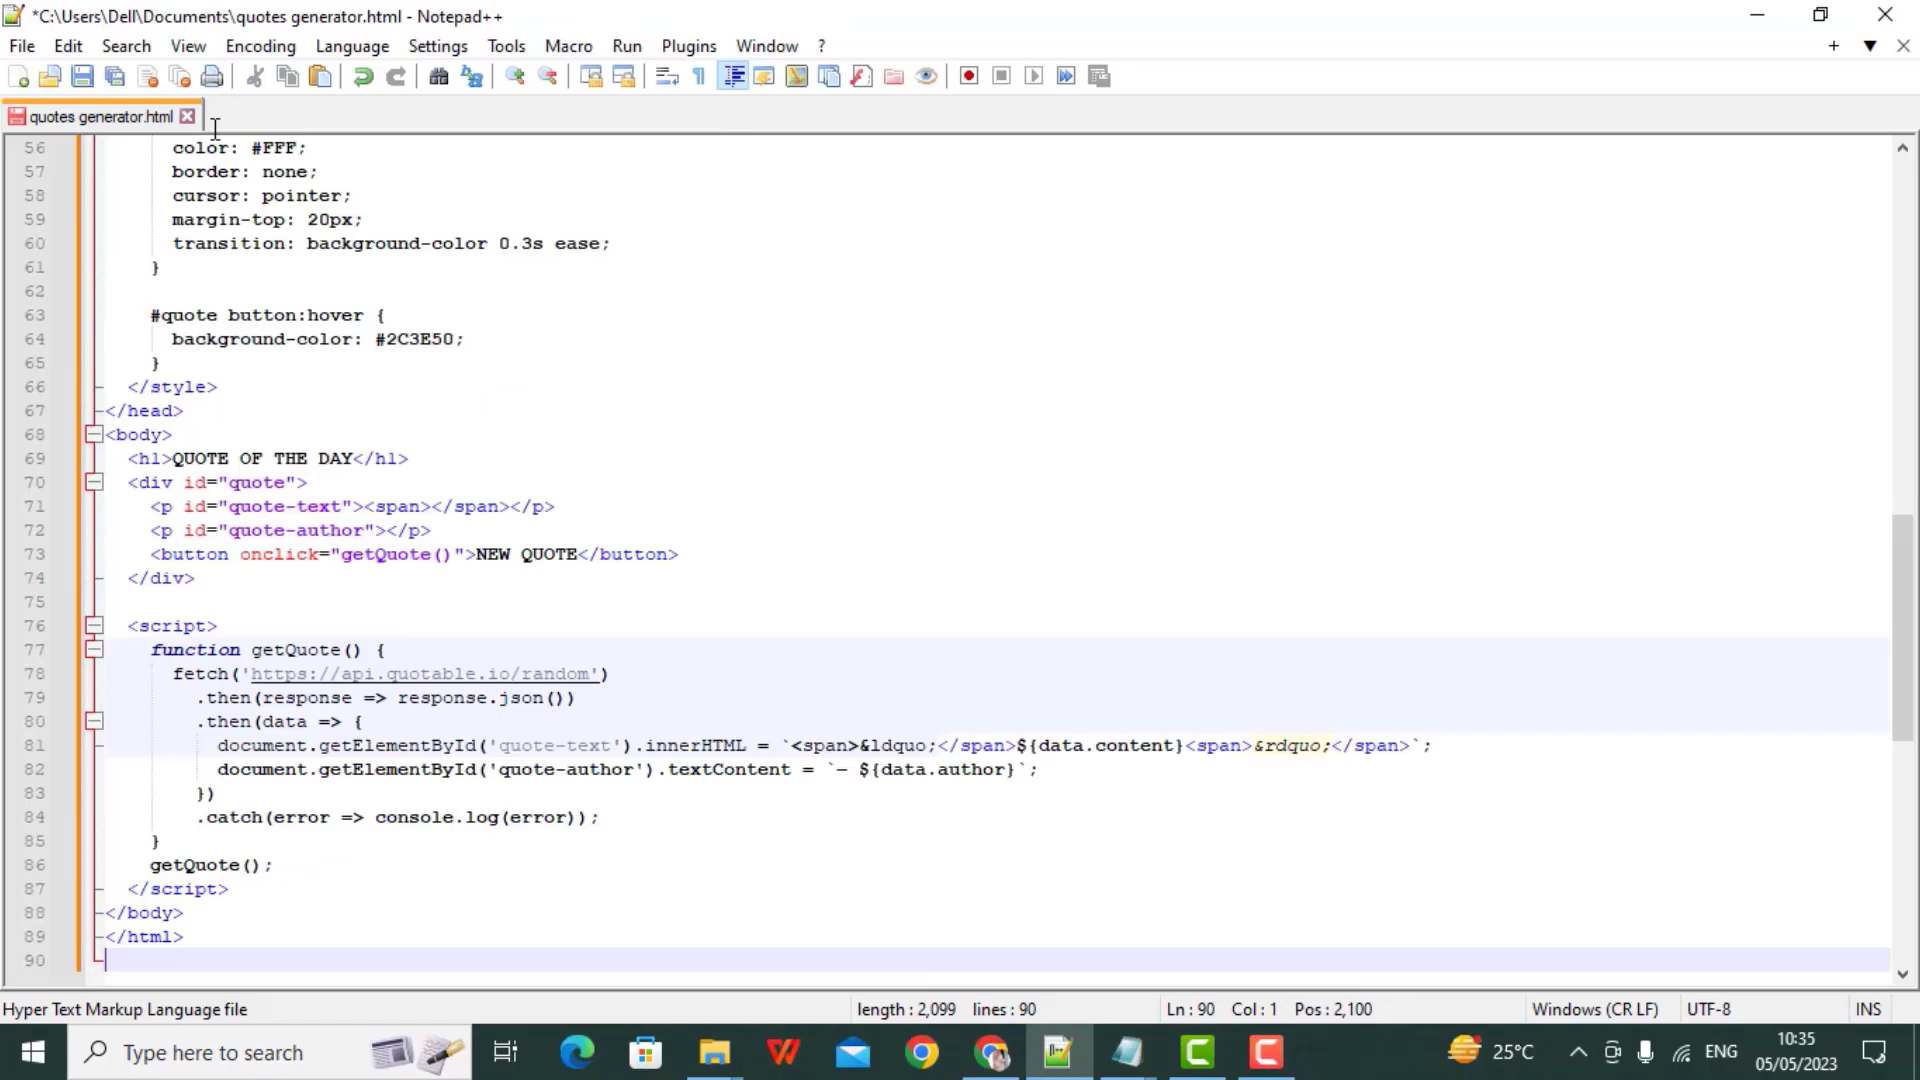 *C:\Users\Dell\Documents\quotes generator.html - Notepad++
File Edit Search View Encoding Language Settings Tools Macro Run Plugins Window ?
quotes generator.html
56 color: #FFF;
57 border: none;
58 cursor: pointer;
59 margin-top: 20px;
60 transition: background-color 0.3s ease;
61 }
62
63 #quote button:hover {
64 background-color: #2C3E50;
65 }
66 </style>
67 </head>
68 <body>
69 <h1>QUOTE OF THE DAY</h1>
70 <div id="quote">
71 <p id="quote-text"><span></span></p>
72 <p id="quote-author"></p>
73 <button onclick="getQuote()">NEW QUOTE</button>
74 </div>
75
76 <script>
77 function getQuote() {
78 fetch('https://api.quotable.io/random')
79 .then(response => response.json())
80 .then(data => {
81 document.getElementById('quote-text').innerHTML = `<span>&ldquo;</span>${data.content}<span>&rdquo;</span>`;
82 document.getElementById('quote-author').textContent = `− ${data.author}`;
83 })
84 .catch(error => console.log(error));
85 }
86 getQuote();
87 </script>
88 </body>
89 </html>
90
Hyper Text Markup Language file length : 2,099 lines : 90 Ln : 90 Col : 1 Pos : 2,100 Windows (CR LF) UTF-8 INS
Type here to search 25°C ENG 10:35
05/05/2023